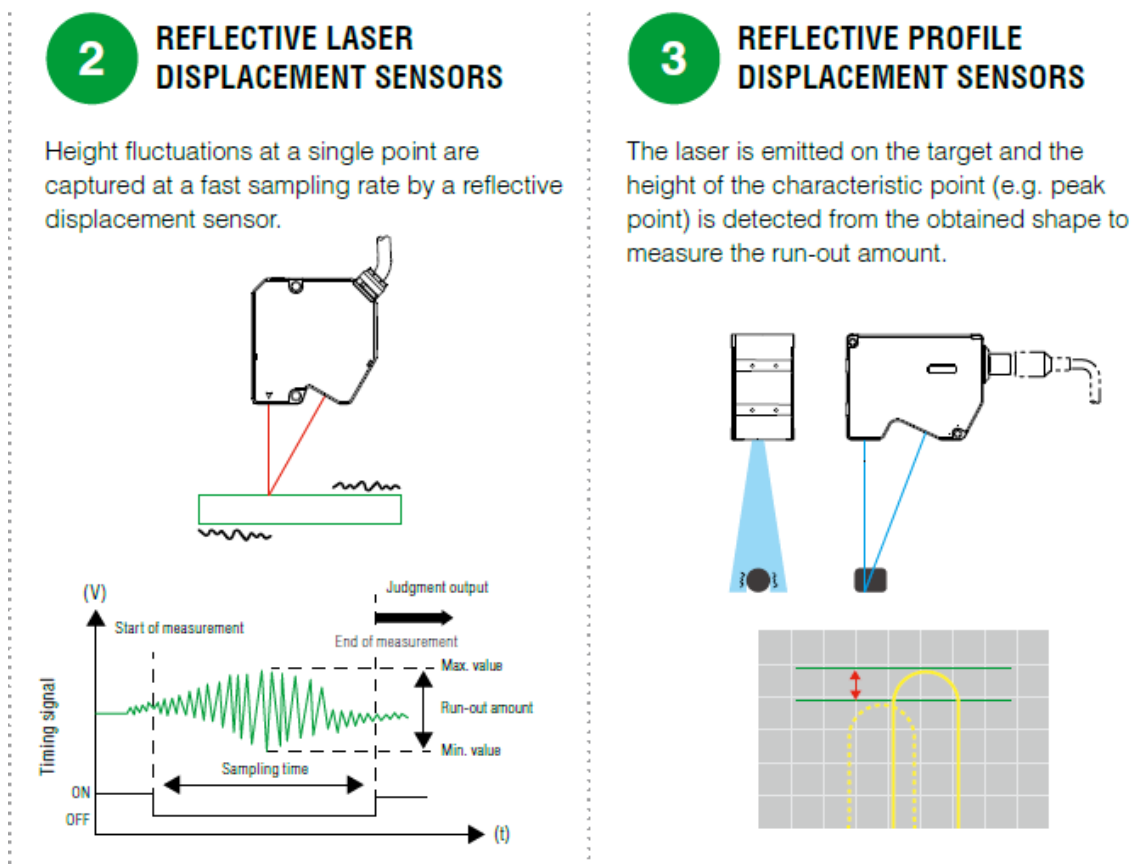 2
REFLECTIVE LASER
DISPLACEMENT SENSORS
Height fluctuations at a single point are
captured at a fast sampling rate by a reflective
displacement sensor.
(V)
Judgment output
Start of measurement
End of measurement
Max. value
Run-out amount
Min. value
Timing signal
Sampling time
ON
OFF
(t)
3
REFLECTIVE PROFILE
DISPLACEMENT SENSORS
The laser is emitted on the target and the
height of the characteristic point (e.g. peak
point) is detected from the obtained shape to
measure the run-out amount.